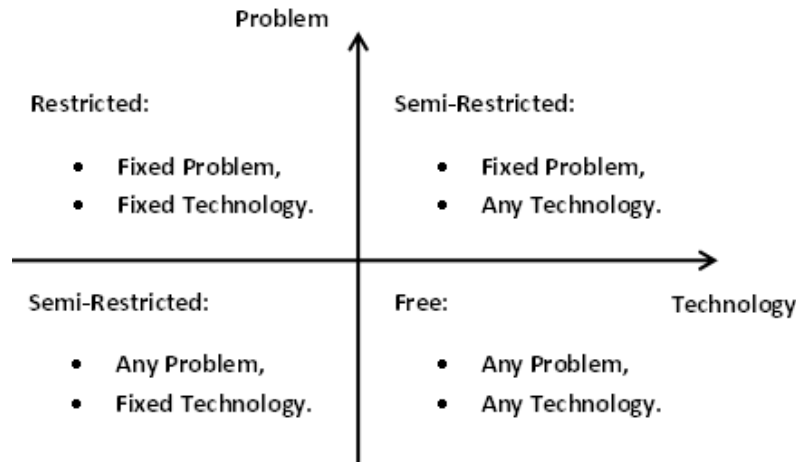 Problem
Restricted:
• Fixed Problem,
• Fixed Technology.
Semi-Restricted:
• Fixed Problem,
• Any Technology.
Semi-Restricted:
• Any Problem,
• Fixed Technology.
Free:
• Any Problem,
• Any Technology.
Technology